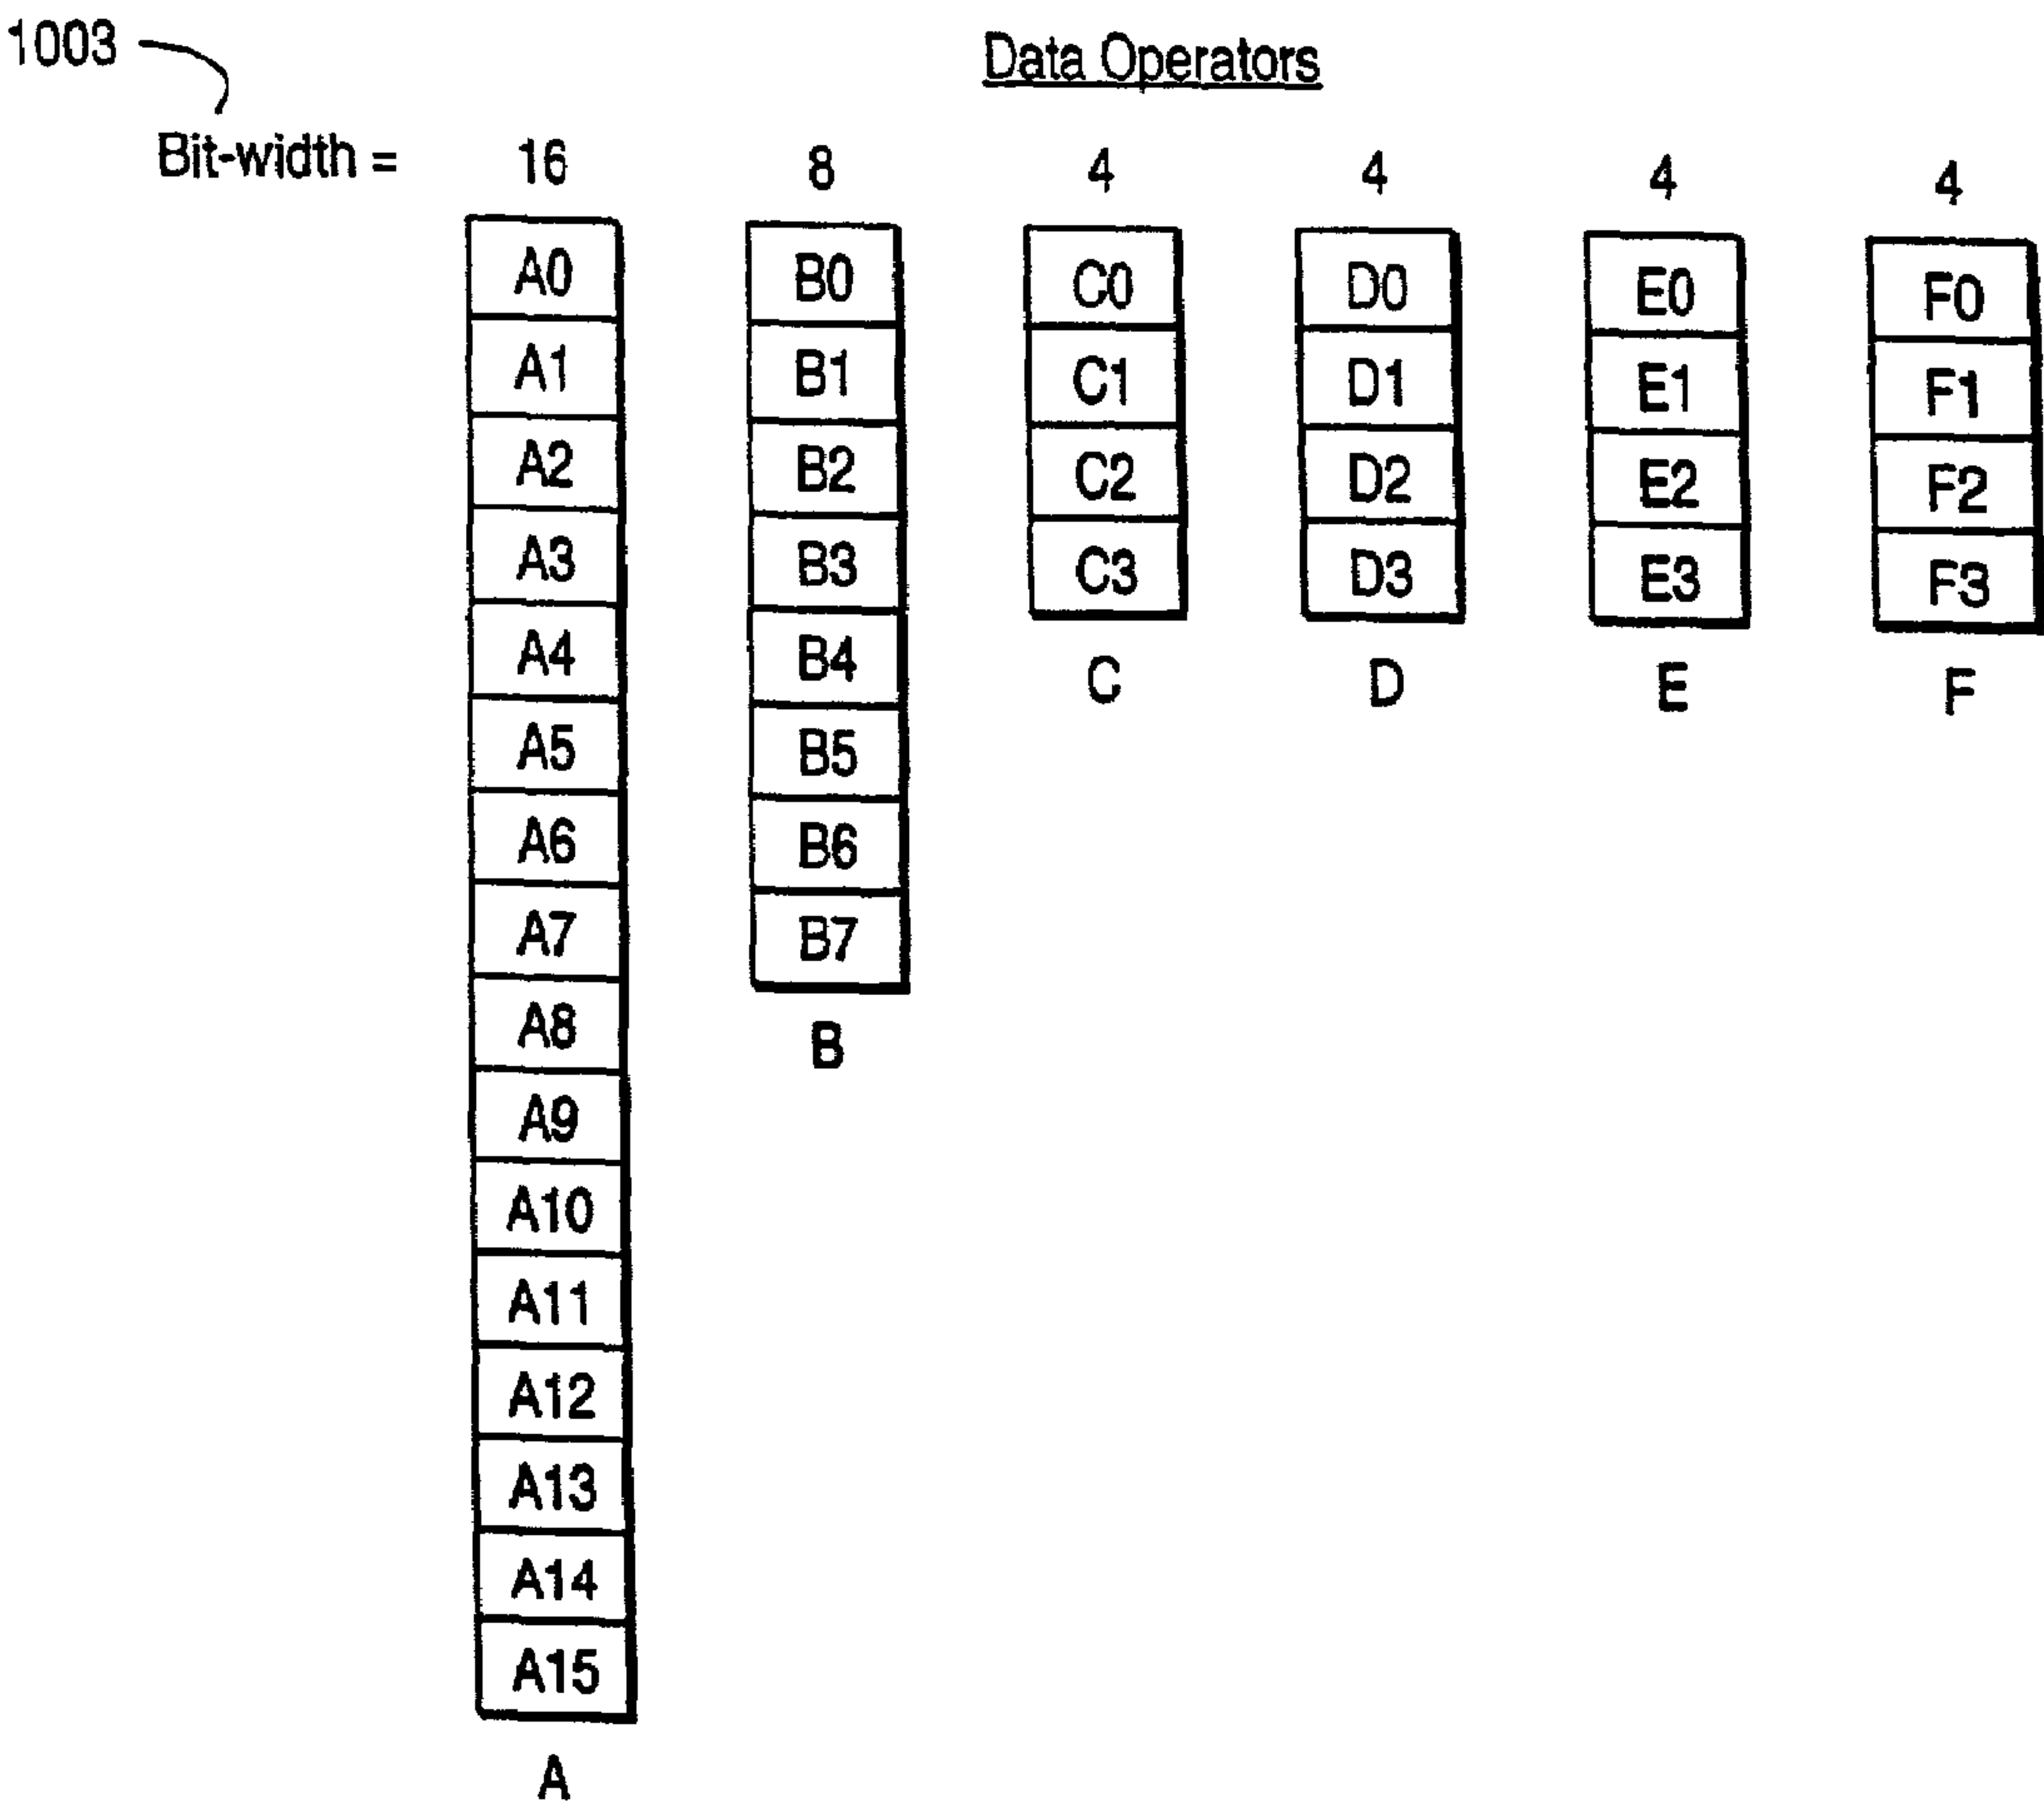 1003
Data Operators
Bit-width = 16 8 4 4 4 4
A0 B0 C0 D0 E0 F0
A1 B1 C1 D1 E1 F1
A2 B2 C2 D2 E2 F2
A3 B3 C3 D3 E3 F3
A4 B4 C D E F
A5 B5
A6 B6
A7 B7
A8 B
A9
A10
A11
A12
A13
A14
A15
A